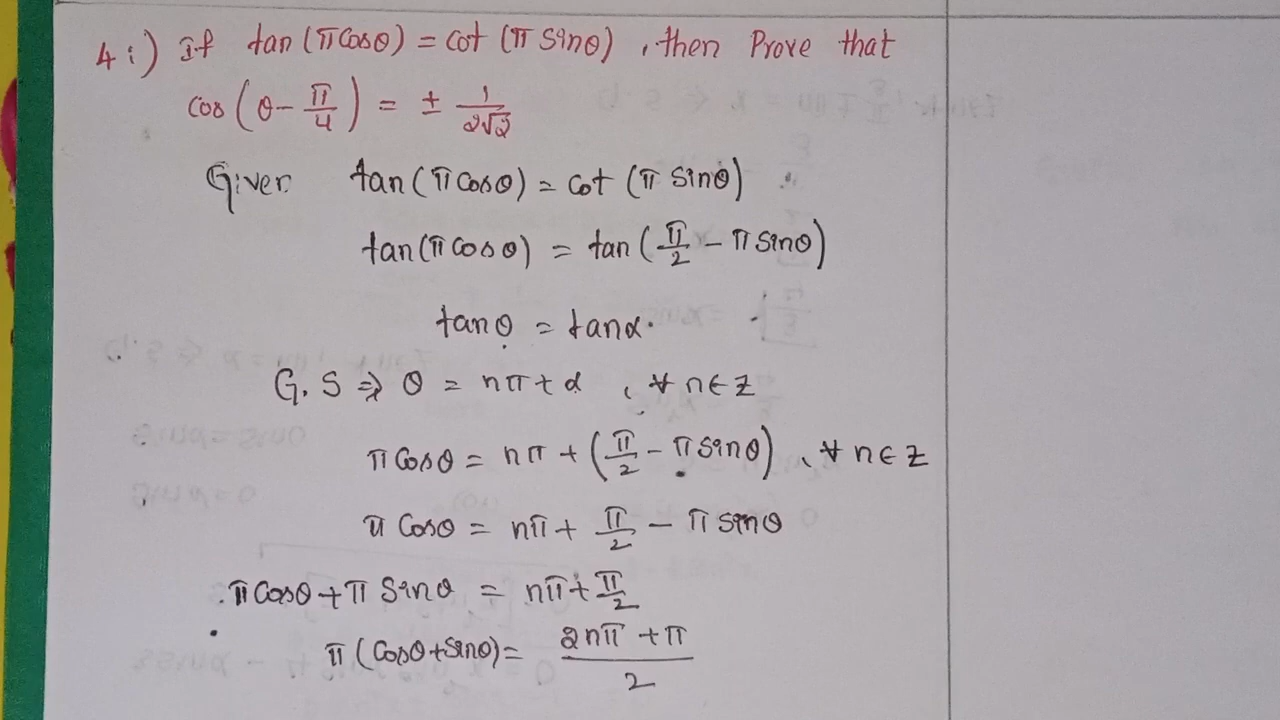 4 i) If tan (π Cosθ) = Cot (π Sinθ) , then Prove that
cos (θ - π/4) = ± 1/2√2
Given tan (π Cosθ) = Cot (π Sinθ)
tan (π Cosθ) = tan (π/2 - π Sinθ)
tanθ = tanα.
G. S ⇒ θ = nπ + α , ∀ n ∈ Z
π Cosθ = nπ + (π/2 - π Sinθ) , ∀ n ∈ Z
π Cosθ = nπ + π/2 - π Sinθ
π Cosθ + π Sinθ = nπ + π/2
π (Cosθ + Sinθ) = 2nπ + π/2